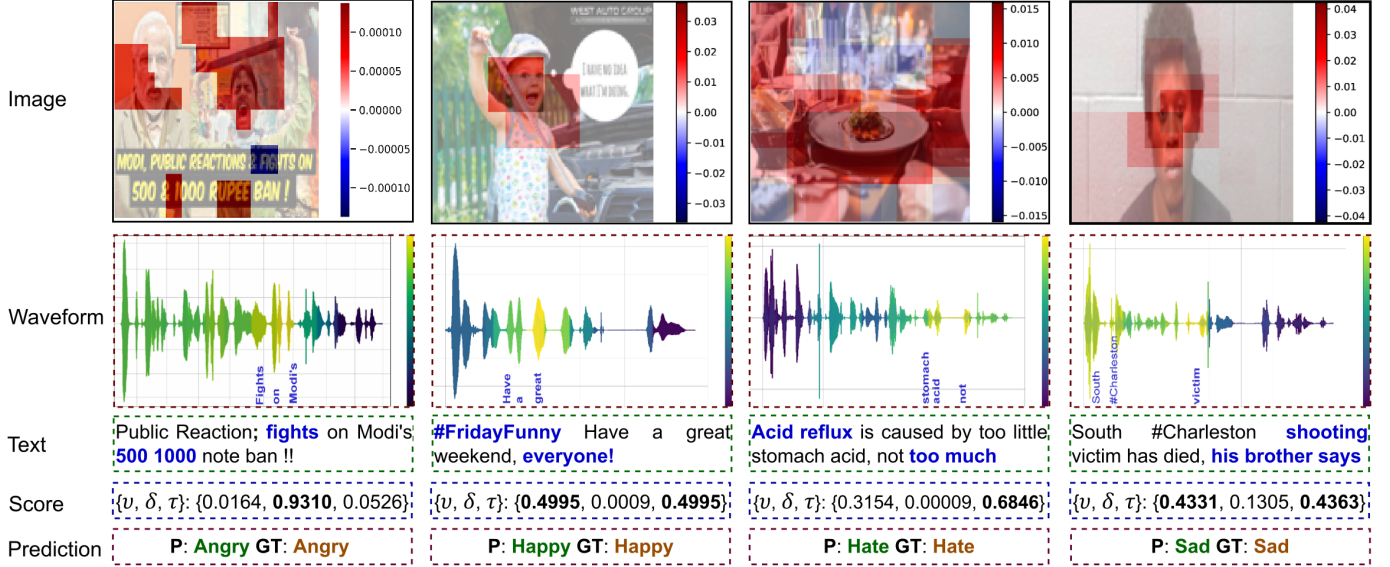 Image
0.00010
0.00005
0.00000
−0.00005
−0.00010
MODI, PUBLIC REACTIONS & FIGHTS ON
500 & 1000 RUPEE BAN !
WEST AUTO GROUP
I HAVE NO IDEA
WHAT I'M DOING.
0.03
0.02
0.01
0.00
−0.01
−0.02
−0.03
0.015
0.010
0.005
0.000
−0.005
−0.010
−0.015
0.04
0.03
0.02
0.01
0.00
−0.01
−0.02
−0.03
−0.04
Waveform
Fights
on
Modi's
Have
a
great
stomach
acid
not
South
#Charleston
victim
Text
Public Reaction; fights on Modi's
500 1000 note ban !!
#FridayFunny Have a great
weekend, everyone!
Acid reflux is caused by too little
stomach acid, not too much
South #Charleston shooting
victim has died, his brother says
Score
{υ, δ, τ}: {0.0164, 0.9310, 0.0526}
{υ, δ, τ}: {0.4995, 0.0009, 0.4995}
{υ, δ, τ}: {0.3154, 0.00009, 0.6846}
{υ, δ, τ}: {0.4331, 0.1305, 0.4363}
Prediction
P: Angry GT: Angry
P: Happy GT: Happy
P: Hate GT: Hate
P: Sad GT: Sad